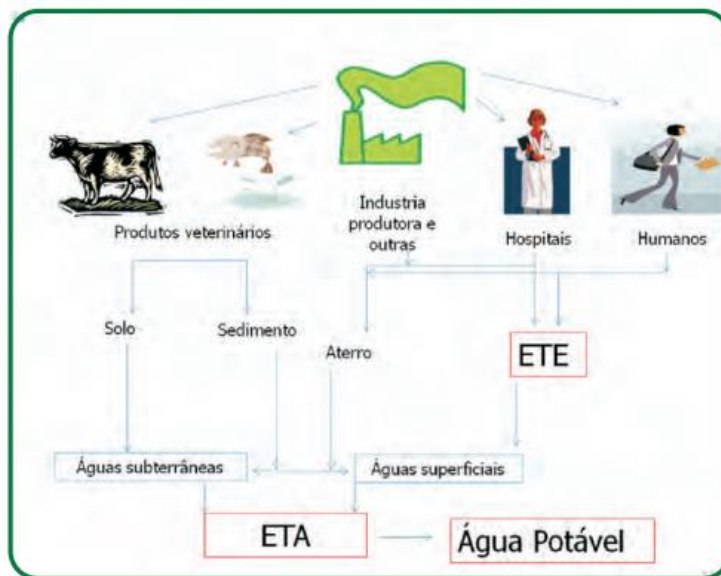 Produtos veterinários
Industria
produtora e
outras
Hospitais
Humanos
Solo
Sedimento
Aterro
ETE
Águas subterrâneas
Águas superficiais
ETA
Água Potável